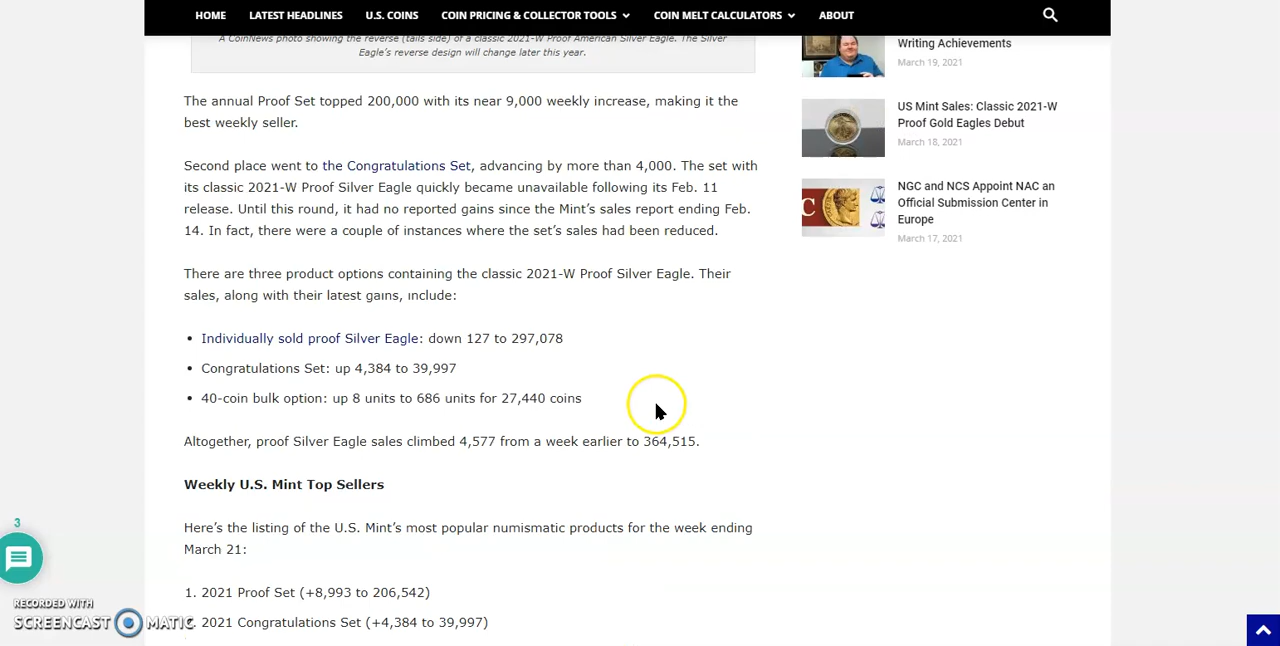 HOME LATEST HEADLINES U.S. COINS COIN PRICING & COLLECTOR TOOLS COIN MELT CALCULATORS ABOUT
A CoinNews photo showing the reverse (tails side) of a classic 2021-W Proof American Silver Eagle. The Silver
Eagle's reverse design will change later this year.
The annual Proof Set topped 200,000 with its near 9,000 weekly increase, making it the
best weekly seller.
Second place went to the Congratulations Set, advancing by more than 4,000. The set with
its classic 2021-W Proof Silver Eagle quickly became unavailable following its Feb. 11
release. Until this round, it had no reported gains since the Mint's sales report ending Feb.
14. In fact, there were a couple of instances where the set's sales had been reduced.
There are three product options containing the classic 2021-W Proof Silver Eagle. Their
sales, along with their latest gains, include:
• Individually sold proof Silver Eagle: down 127 to 297,078
• Congratulations Set: up 4,384 to 39,997
• 40-coin bulk option: up 8 units to 686 units for 27,440 coins
Altogether, proof Silver Eagle sales climbed 4,577 from a week earlier to 364,515.
Weekly U.S. Mint Top Sellers
Here's the listing of the U.S. Mint's most popular numismatic products for the week ending
March 21:
1. 2021 Proof Set (+8,993 to 206,542)
2021 Congratulations Set (+4,384 to 39,997)
Writing Achievements
March 19, 2021
US Mint Sales: Classic 2021-W
Proof Gold Eagles Debut
March 18, 2021
NGC and NCS Appoint NAC an
Official Submission Center in
Europe
March 17, 2021
C
3
RECORDED WITH
SCREENCAST MATIC